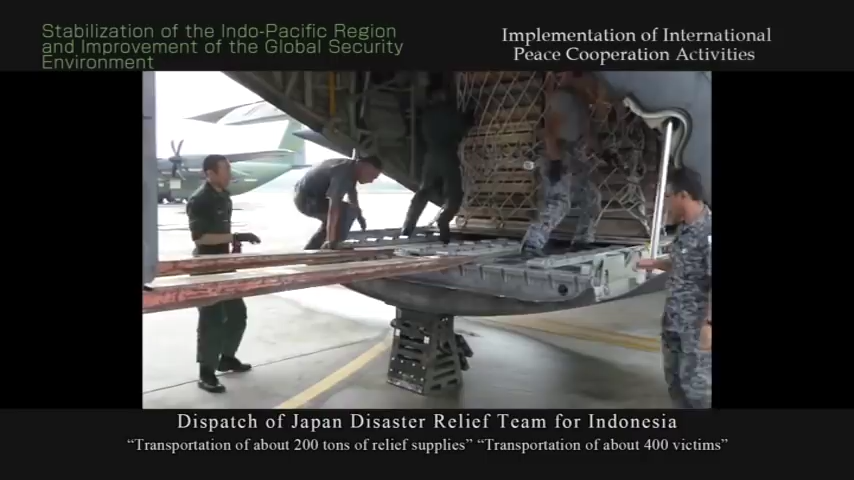 Stabilization of the Indo-Pacific Region
and Improvement of the Global Security
Environment
Implementation of International
Peace Cooperation Activities
Dispatch of Japan Disaster Relief Team for Indonesia
“Transportation of about 200 tons of relief supplies” “Transportation of about 400 victims”